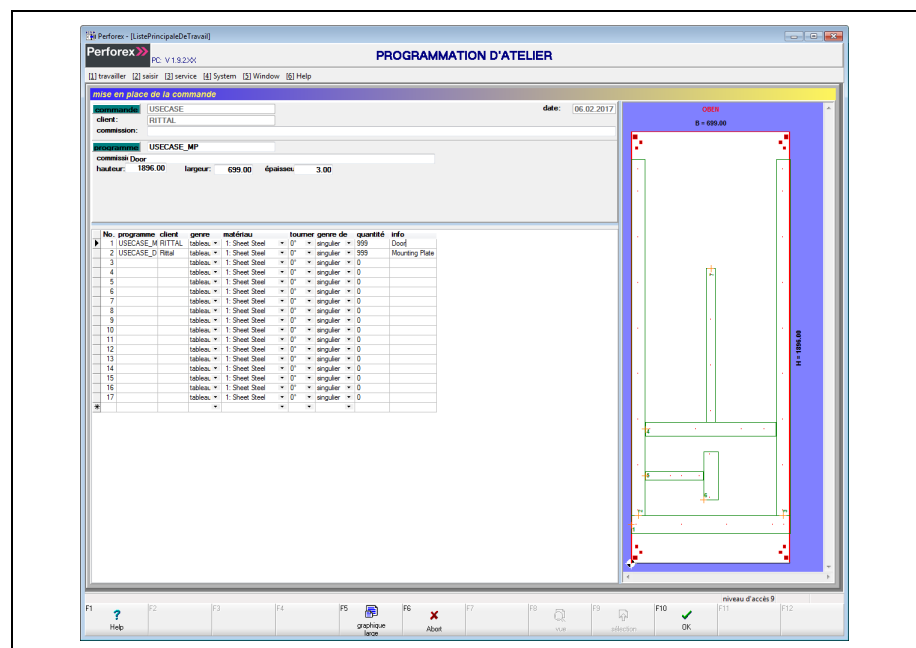 Perforex - [ListePrincipaleDeTravail]
Perforex
PC: V 1.9.2XX
PROGRAMMATION D'ATELIER
[1] travailler [2] saisir [3] service [4] System [5] Window [6] Help
mise en place de la commande
commande USECASE date: 06.02.2017
client: RITTAL
commission:
programme USECASE_MP
commissi Door
hauteur: 1896.00 largeur: 699.00 épaisseu 3.00
No. programme client genre matériau tourner genre de quantité info
1 USECASE_M RITTAL tableau 1: Sheet Steel 0° singulier 999 Door
2 USECASE_D Rittal tableau 1: Sheet Steel 0° singulier 999 Mounting Plate
3 tableau 1: Sheet Steel 0° singulier 0
4 tableau 1: Sheet Steel 0° singulier 0
5 tableau 1: Sheet Steel 0° singulier 0
6 tableau 1: Sheet Steel 0° singulier 0
7 tableau 1: Sheet Steel 0° singulier 0
8 tableau 1: Sheet Steel 0° singulier 0
9 tableau 1: Sheet Steel 0° singulier 0
10 tableau 1: Sheet Steel 0° singulier 0
11 tableau 1: Sheet Steel 0° singulier 0
12 tableau 1: Sheet Steel 0° singulier 0
13 tableau 1: Sheet Steel 0° singulier 0
14 tableau 1: Sheet Steel 0° singulier 0
15 tableau 1: Sheet Steel 0° singulier 0
16 tableau 1: Sheet Steel 0° singulier 0
17 tableau 1: Sheet Steel 0° singulier 0
OBEN
B = 699.00
H = 1896.00
4
5
6
1
niveau d'accès 9
F1 F2 F3 F4 F5 F6 F7 F8 F9 F10 F11 F12
Help graphique large Abort vue sélection OK